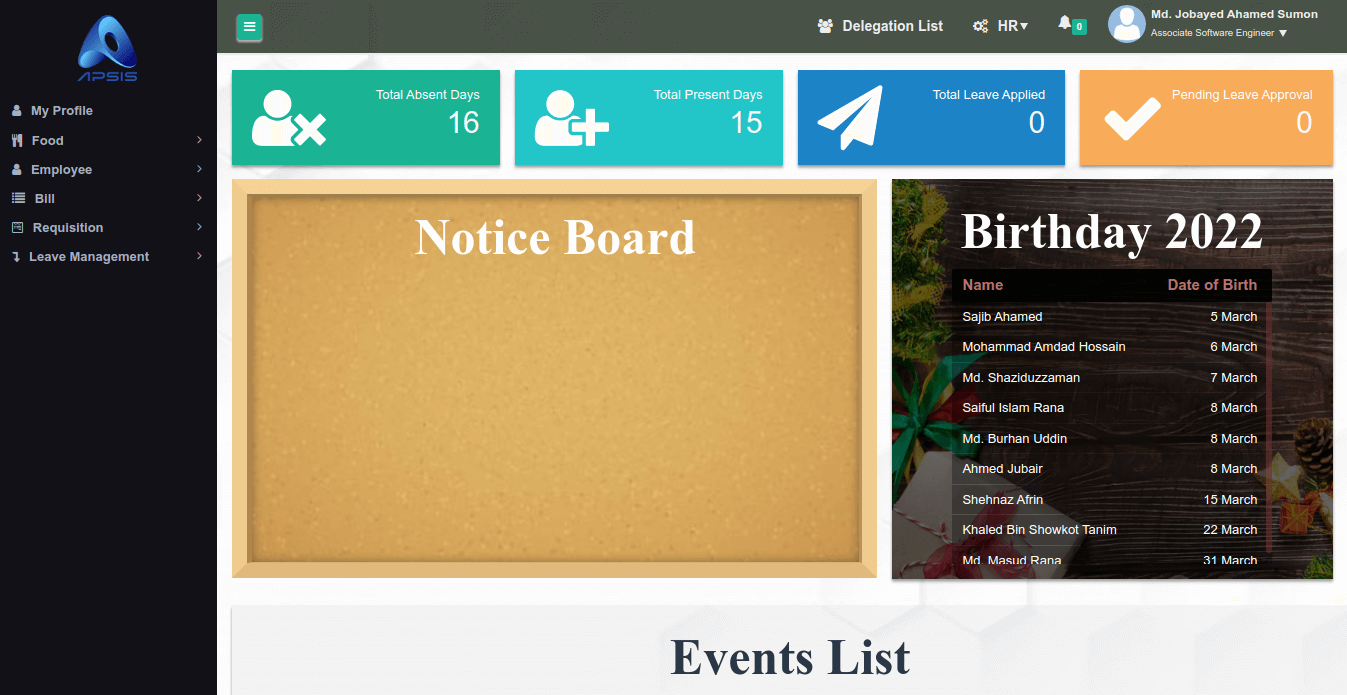 APSIS
My Profile
Food
Employee
Bill
Requisition
Leave Management
Delegation List
HR
0
Md. Jobayed Ahamed Sumon
Associate Software Engineer
Total Absent Days
16
Total Present Days
15
Total Leave Applied
0
Pending Leave Approval
0
Notice Board
Birthday 2022
Name Date of Birth
Sajib Ahamed 5 March
Mohammad Amdad Hossain 6 March
Md. Shaziduzzaman 7 March
Saiful Islam Rana 8 March
Md. Burhan Uddin 8 March
Ahmed Jubair 8 March
Shehnaz Afrin 15 March
Khaled Bin Showkot Tanim 22 March
Md. Masud Rana 31 March
Events List